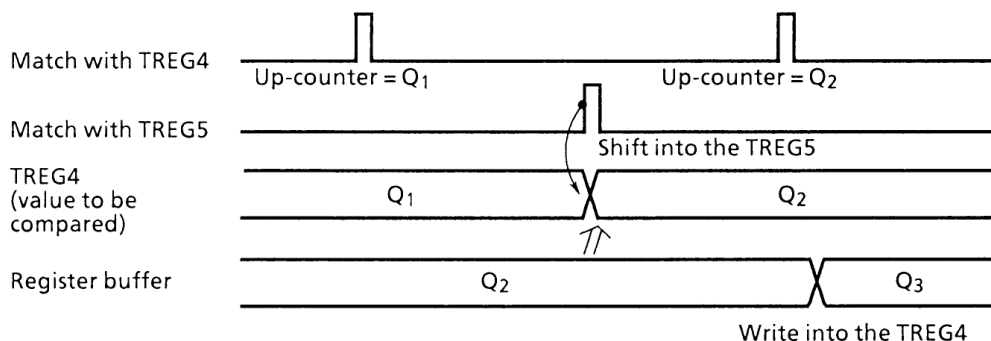 Match with TREG4
Up-counter = Q1
Up-counter = Q2
Match with TREG5
Shift into the TREG5
TREG4
(value to be
compared)
Q1
Q2
Register buffer
Q2
Q3
Write into the TREG4